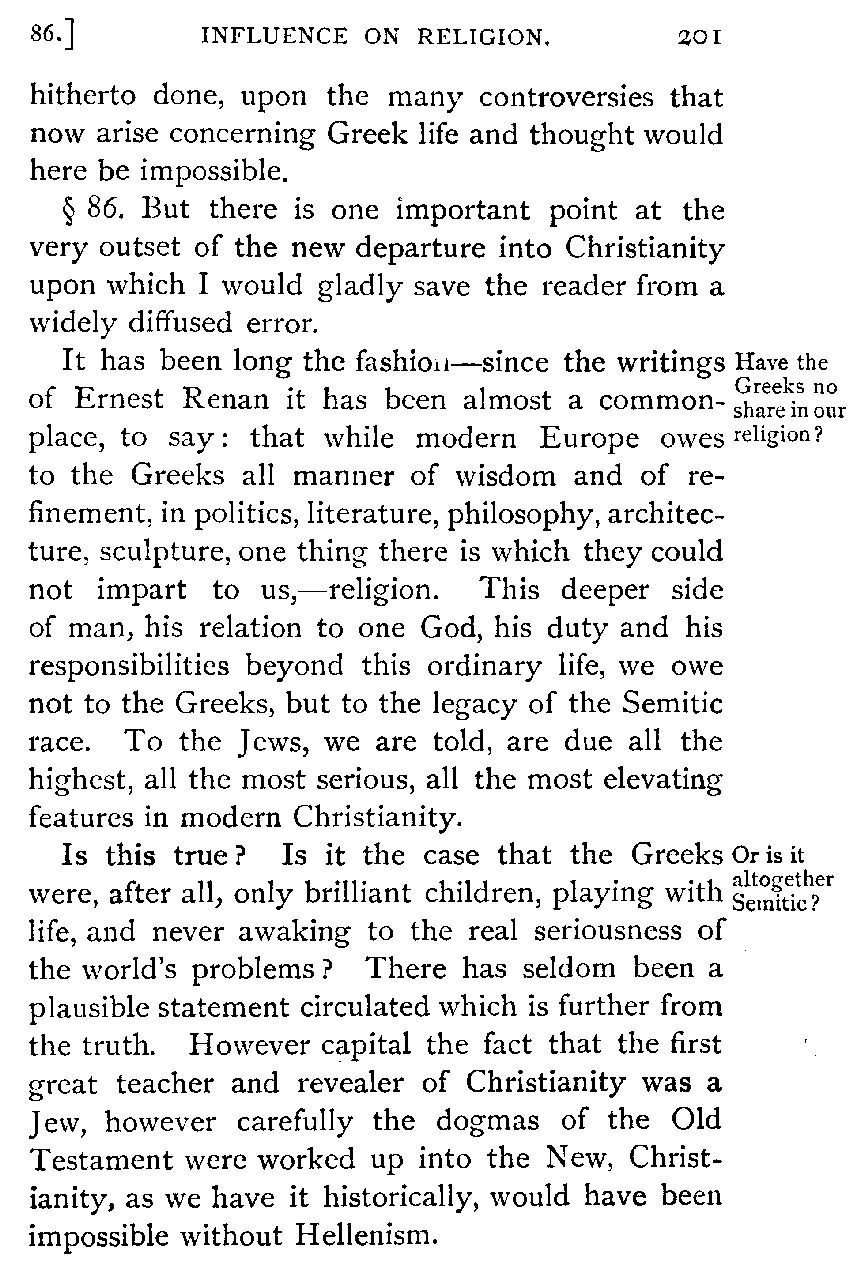 86.] INFLUENCE ON RELIGION. 201
hitherto done, upon the many controversies that
now arise concerning Greek life and thought would
here be impossible.
§ 86. But there is one important point at the
very outset of the new departure into Christianity
upon which I would gladly save the reader from a
widely diffused error.
It has been long the fashion—since the writings
of Ernest Renan it has been almost a common-
place, to say: that while modern Europe owes
to the Greeks all manner of wisdom and of re-
finement, in politics, literature, philosophy, architec-
ture, sculpture, one thing there is which they could
not impart to us,—religion. This deeper side
of man, his relation to one God, his duty and his
responsibilities beyond this ordinary life, we owe
not to the Greeks, but to the legacy of the Semitic
race. To the Jews, we are told, are due all the
highest, all the most serious, all the most elevating
features in modern Christianity.
Have the
Greeks no
share in our
religion?
Is this true? Is it the case that the Greeks
were, after all, only brilliant children, playing with
life, and never awaking to the real seriousness of
the world's problems? There has seldom been a
plausible statement circulated which is further from
the truth. However capital the fact that the first
great teacher and revealer of Christianity was a
Jew, however carefully the dogmas of the Old
Testament were worked up into the New, Christ-
ianity, as we have it historically, would have been
impossible without Hellenism.
Or is it
altogether
Semitic?